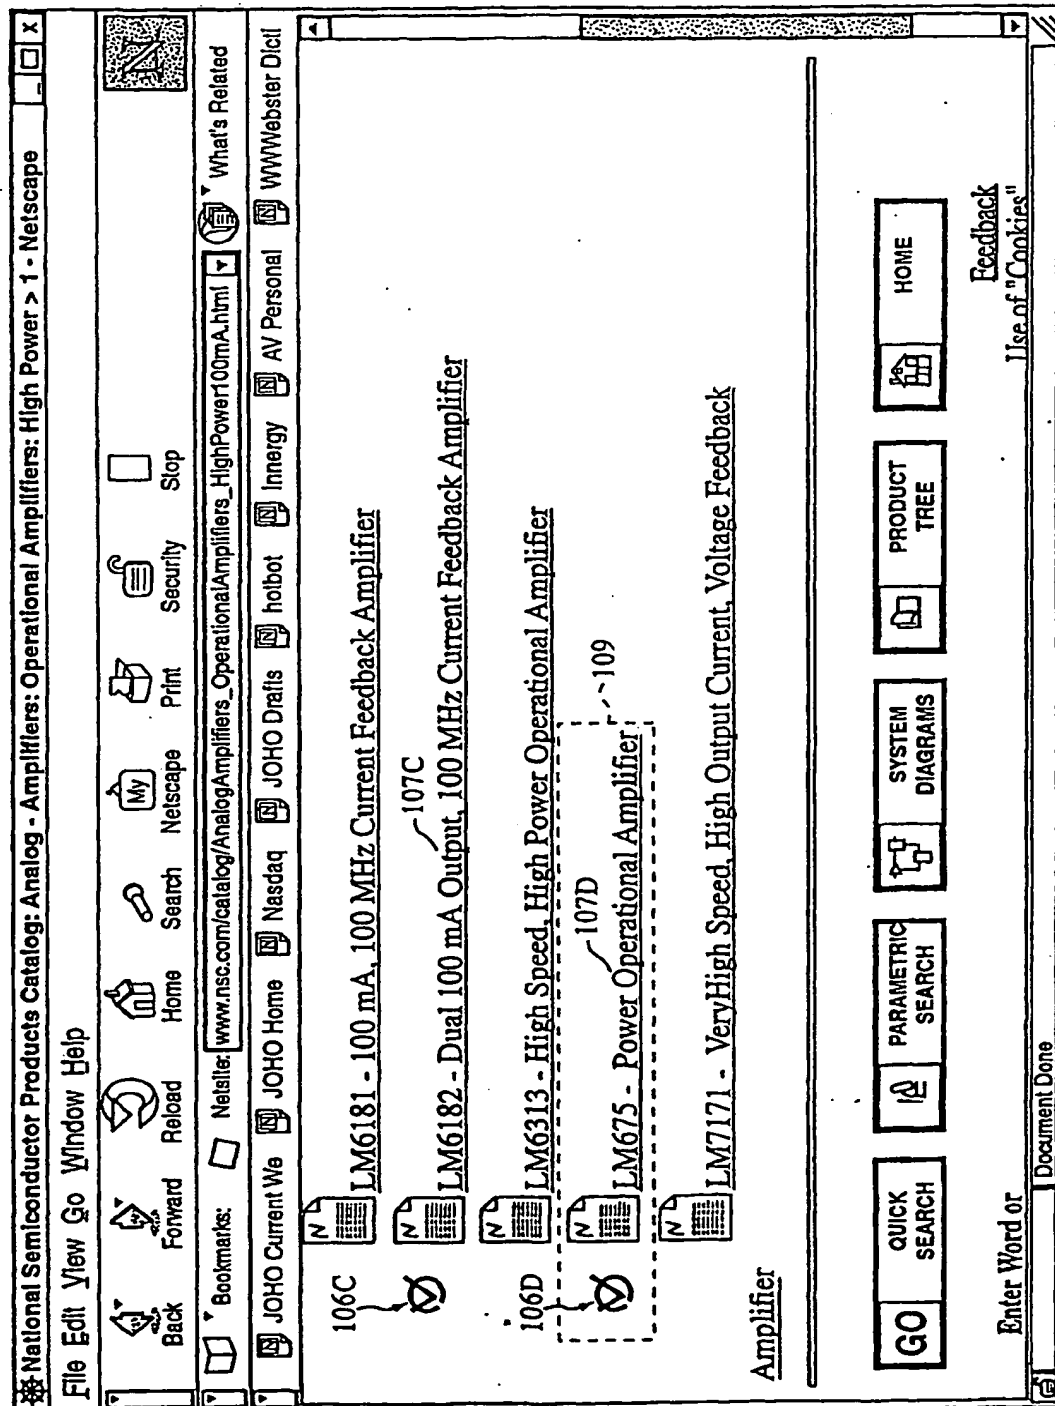 National Semiconductor Products Catalog: Analog - Amplifiers: Operational Amplifiers: High Power > 1 - Netscape
File Edit View Go Window Help
Back Forward Reload Home Search Netscape Print Security Stop
My
N
Bookmarks: Netsite: www.nsc.com/catalog/AnalogAmplifiers_OperationalAmplifiers_HighPower100mA.html What's Related
JOHO Current We JOHO Home Nasdaq JOHO Drafts hotbot Innergy AV Personal WWWebster Dicti
LM6181 - 100 mA, 100 MHz Current Feedback Amplifier
106C
107C
LM6182 - Dual 100 mA Output, 100 MHz Current Feedback Amplifier
LM6313 - High Speed, High Power Operational Amplifier
106D
107D
109
LM675 - Power Operational Amplifier
LM7171 - VeryHigh Speed, High Output Current, Voltage Feedback
Amplifier
GO QUICK SEARCH
PARAMETRIC SEARCH
SYSTEM DIAGRAMS
PRODUCT TREE
HOME
Feedback
Enter Word or Use of "Cookies"
Document Done